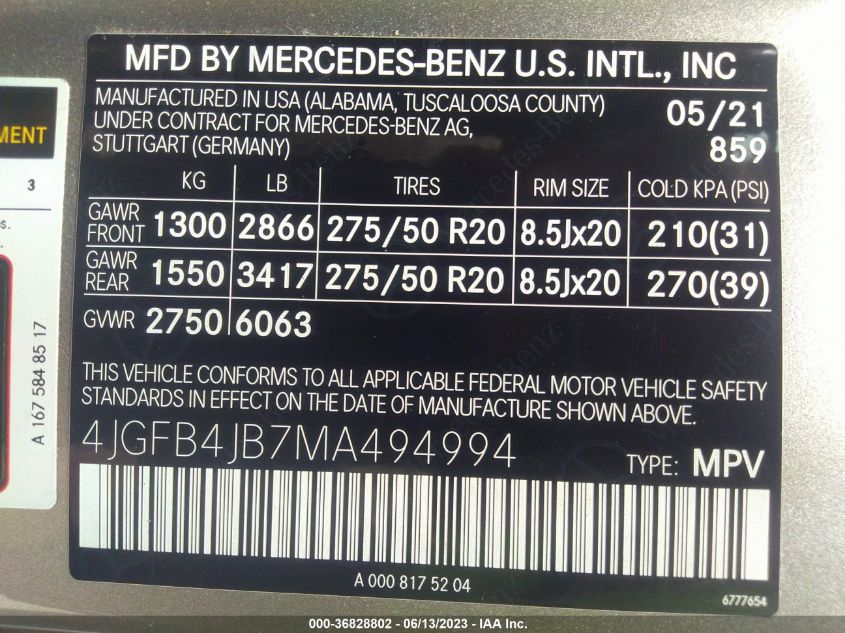 MFD BY MERCEDES-BENZ U.S. INTL., INC
MANUFACTURED IN USA (ALABAMA, TUSCALOOSA COUNTY) 05/21
UNDER CONTRACT FOR MERCEDES-BENZ AG,
STUTTGART (GERMANY) 859
KG LB TIRES RIM SIZE COLD KPA (PSI)
GAWR FRONT 1300 2866 275/50 R20 8.5Jx20 210(31)
GAWR REAR 1550 3417 275/50 R20 8.5Jx20 270(39)
GVWR 2750 6063
THIS VEHICLE CONFORMS TO ALL APPLICABLE FEDERAL MOTOR VEHICLE SAFETY
STANDARDS IN EFFECT ON THE DATE OF MANUFACTURE SHOWN ABOVE.
4JGFB4JB7MA494994 TYPE: MPV
A 000 817 52 04
6777654
3
A 167 584 85 17
000-36828802 - 06/13/2023 - IAA Inc.